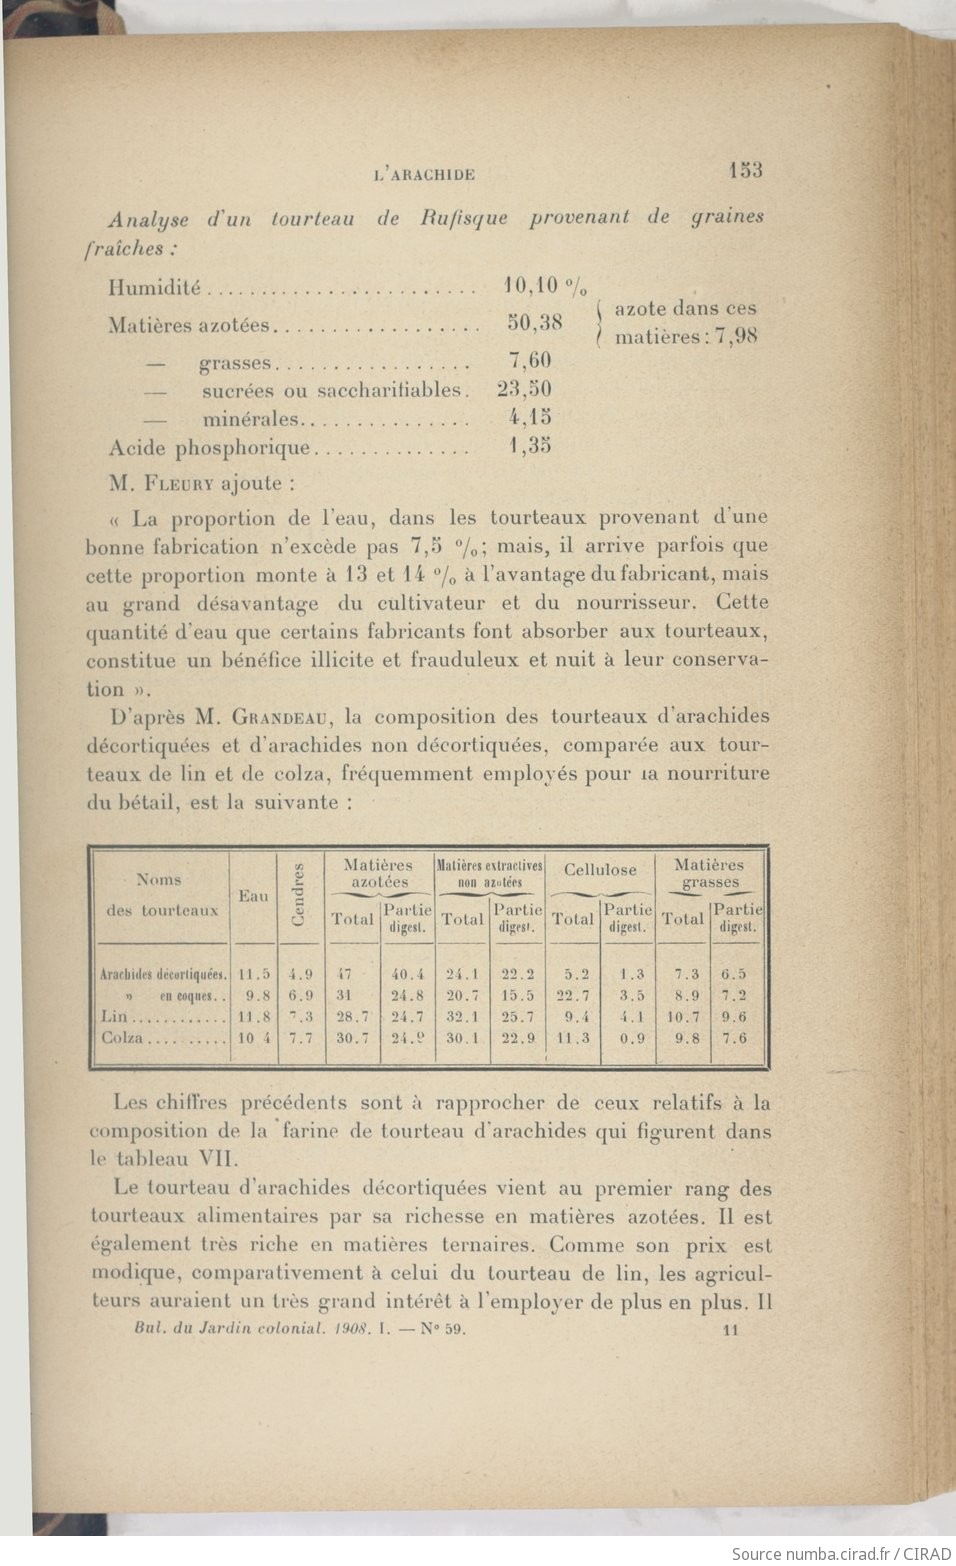 L'ARACHIDE 153
Analyse d'un tourteau de Rufisque provenant de graines
fraîches :
Humidité ........................ 10,10 %
Matières azotées.................. 50,38 { azote dans ces
matières : 7,98
— grasses................. 7,60
— sucrées ou saccharifiables. 23,50
— minérales............... 4,15
Acide phosphorique.............. 1,35
M. FLEURY ajoute :
« La proportion de l'eau, dans les tourteaux provenant d'une
bonne fabrication n'excède pas 7,5 %; mais, il arrive parfois que
cette proportion monte à 13 et 14 % à l'avantage du fabricant, mais
au grand désavantage du cultivateur et du nourrisseur. Cette
quantité d'eau que certains fabricants font absorber aux tourteaux,
constitue un bénéfice illicite et frauduleux et nuit à leur conserva-
tion ».
D'après M. GRANDEAU, la composition des tourteaux d'arachides
décortiquées et d'arachides non décortiquées, comparée aux tour-
teaux de lin et de colza, fréquemment employés pour la nourriture
du bétail, est la suivante :
Noms des tourteaux | Eau | Cendres | Matières azotées | Matières extractives non azotées | Cellulose | Matières grasses
Total | Partie digest. | Total | Partie digest. | Total | Partie digest. | Total | Partie digest.
Arachides décortiquées. 11.5 4.9 47 40.4 24.1 22.2 5.2 1.3 7.3 6.5
» en coques.. 9.8 6.9 31 24.8 20.7 15.5 22.7 3.5 8.9 7.2
Lin............ 11.8 7.3 28.7 24.7 32.1 25.7 9.4 4.1 10.7 9.6
Colza.......... 10 4 7.7 30.7 30.1 22.9 11.3 0.9 9.8 7.6
Les chiffres précédents sont à rapprocher de ceux relatifs à la
composition de la farine de tourteau d'arachides qui figurent dans
le tableau VII.
Le tourteau d'arachides décortiquées vient au premier rang des
tourteaux alimentaires par sa richesse en matières azotées. Il est
également très riche en matières ternaires. Comme son prix est
modique, comparativement à celui du tourteau de lin, les agricul-
teurs auraient un très grand intérêt à l'employer de plus en plus. Il
Bul. du Jardin colonial. 1908. I. — N° 59. 11
Source numba.cirad.fr / CIRAD